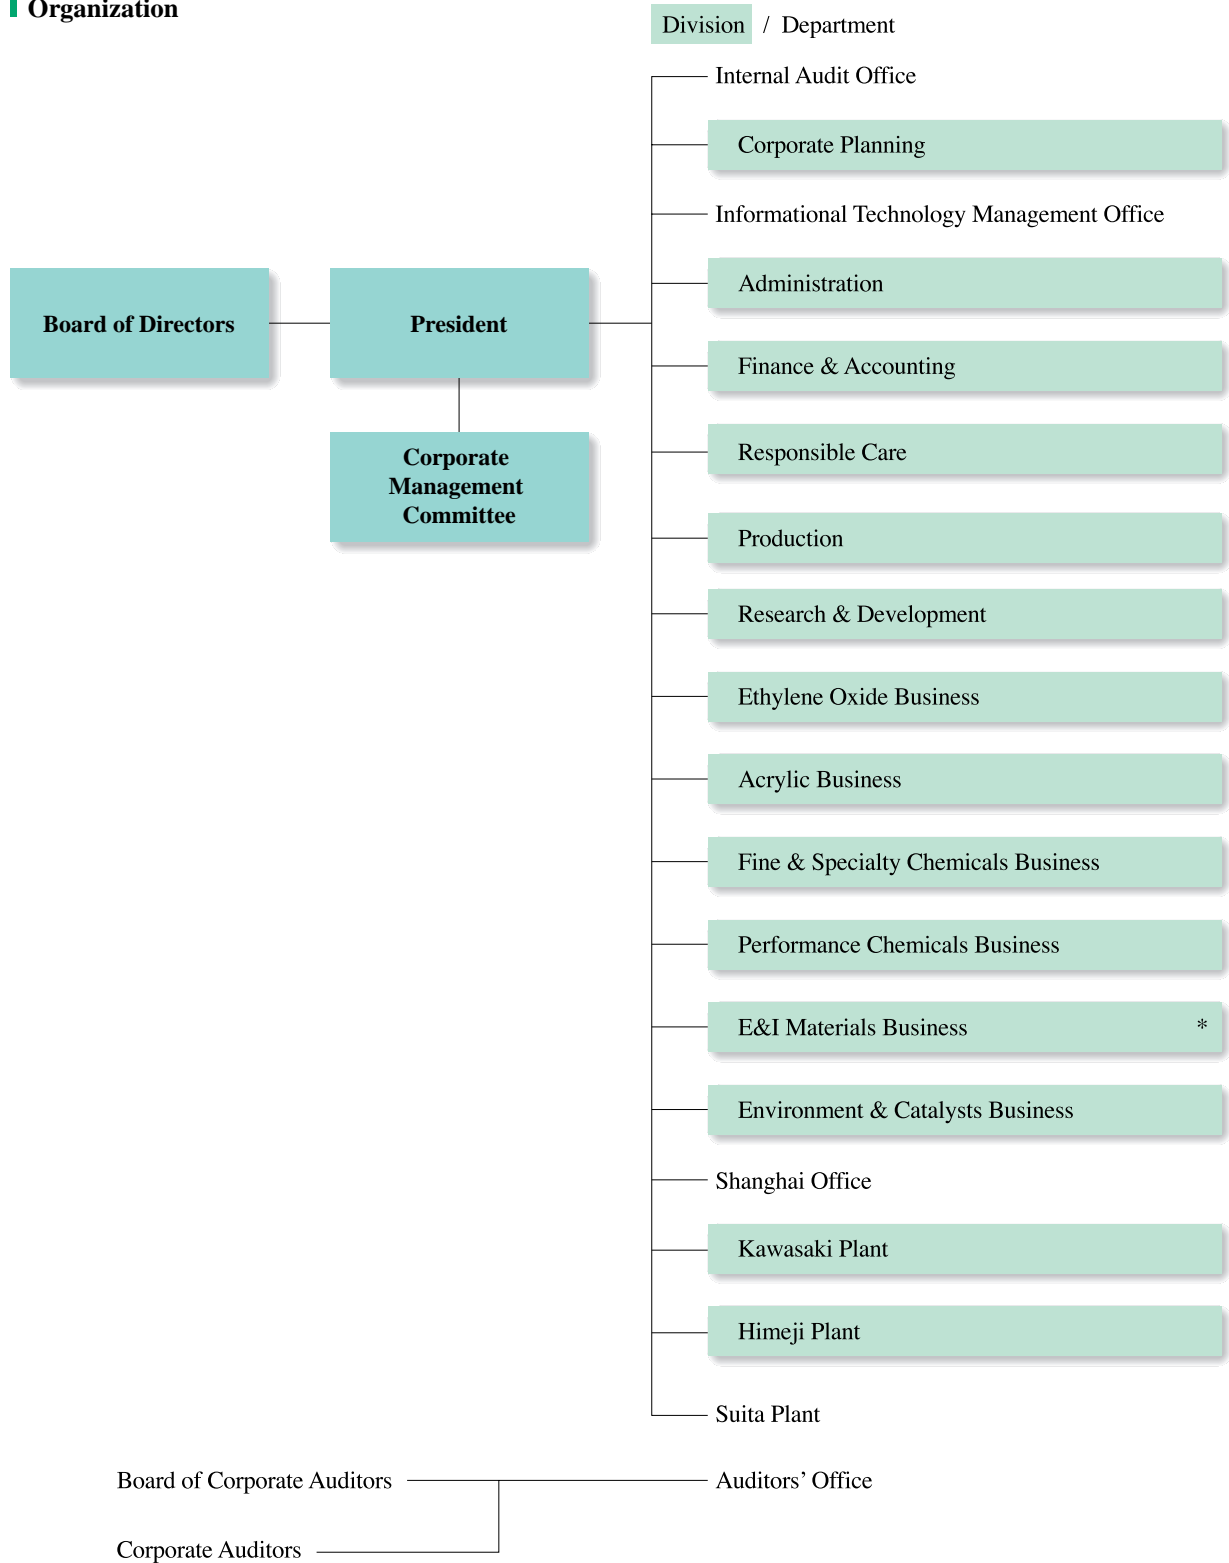 Organization
Division / Department
Internal Audit Office
Corporate Planning
Informational Technology Management Office
Administration
Board of Directors
President
Finance & Accounting
Corporate
Management
Committee
Responsible Care
Production
Research & Development
Ethylene Oxide Business
Acrylic Business
Fine & Specialty Chemicals Business
Performance Chemicals Business
E&I Materials Business *
Environment & Catalysts Business
Shanghai Office
Kawasaki Plant
Himeji Plant
Suita Plant
Board of Corporate Auditors
Auditors’ Office
Corporate Auditors